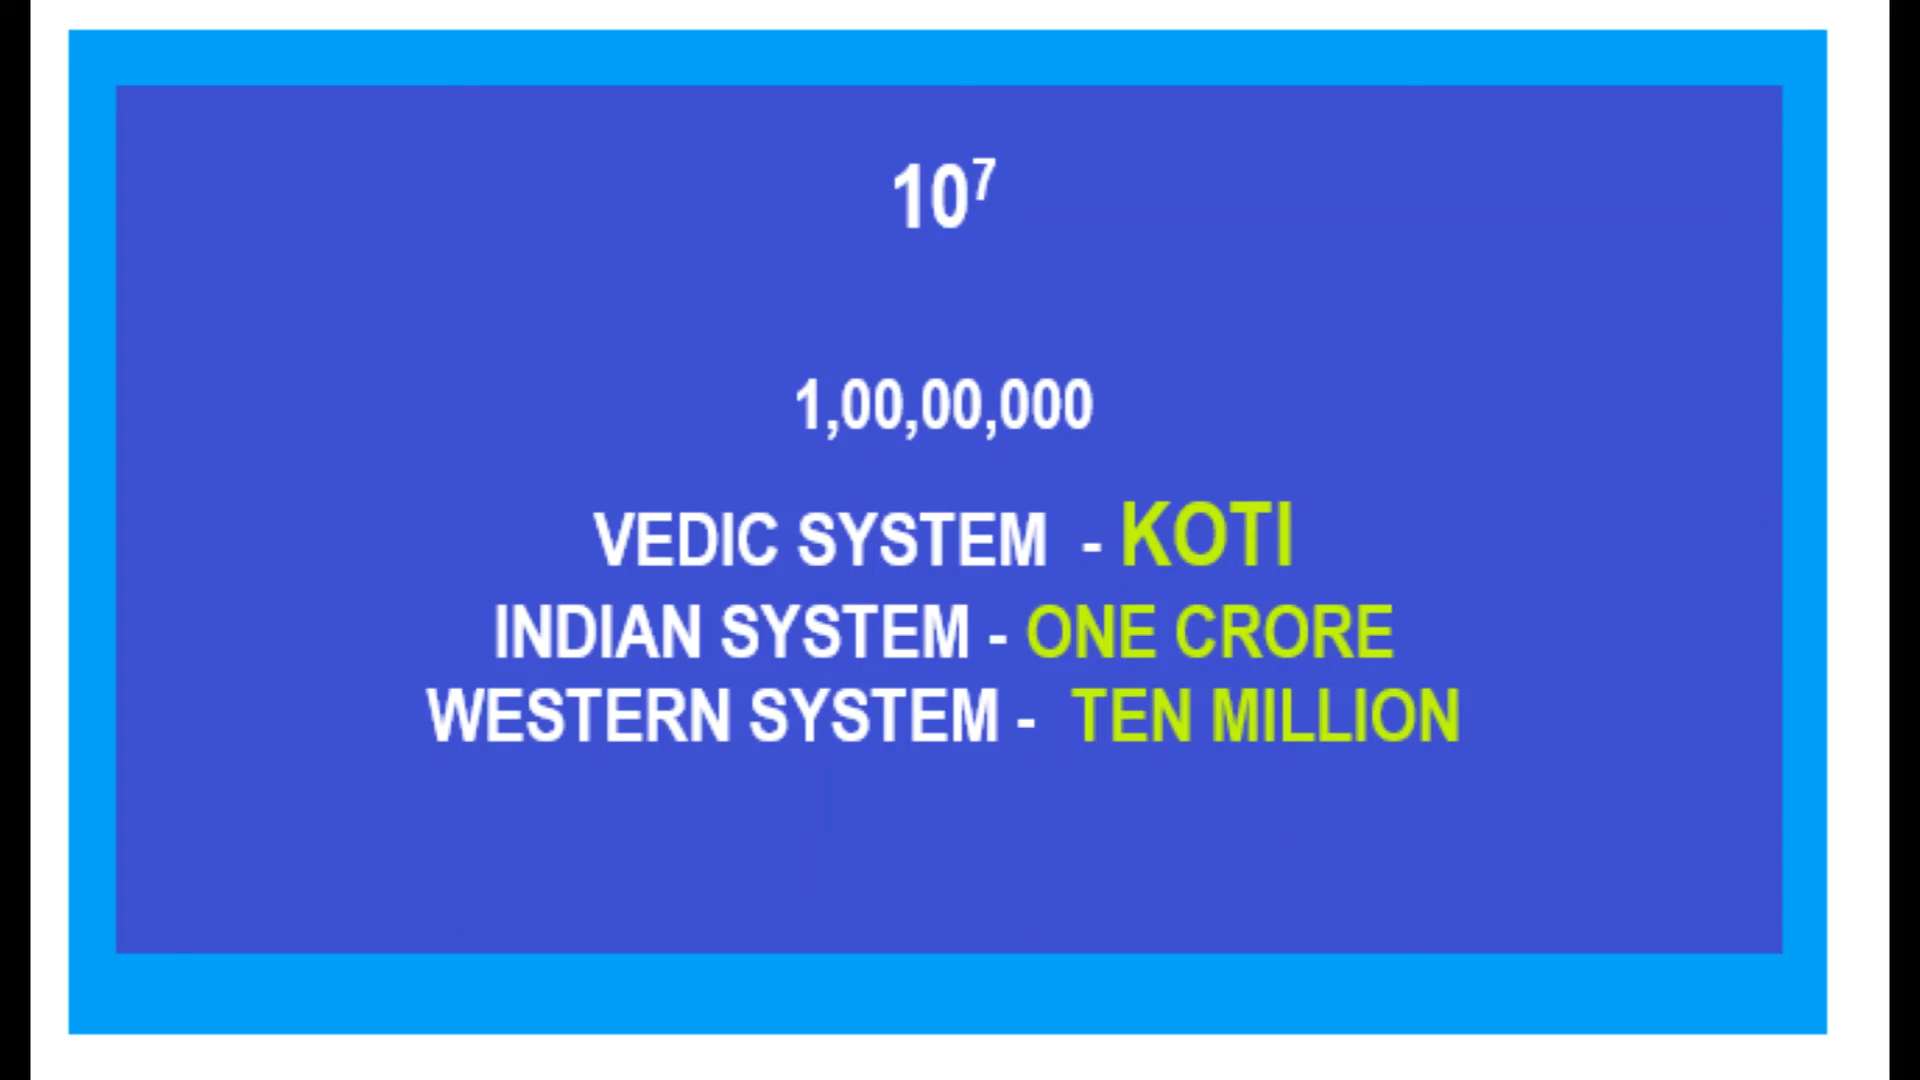 10⁷
1,00,00,000
VEDIC SYSTEM - KOTI
INDIAN SYSTEM - ONE CRORE
WESTERN SYSTEM - TEN MILLION